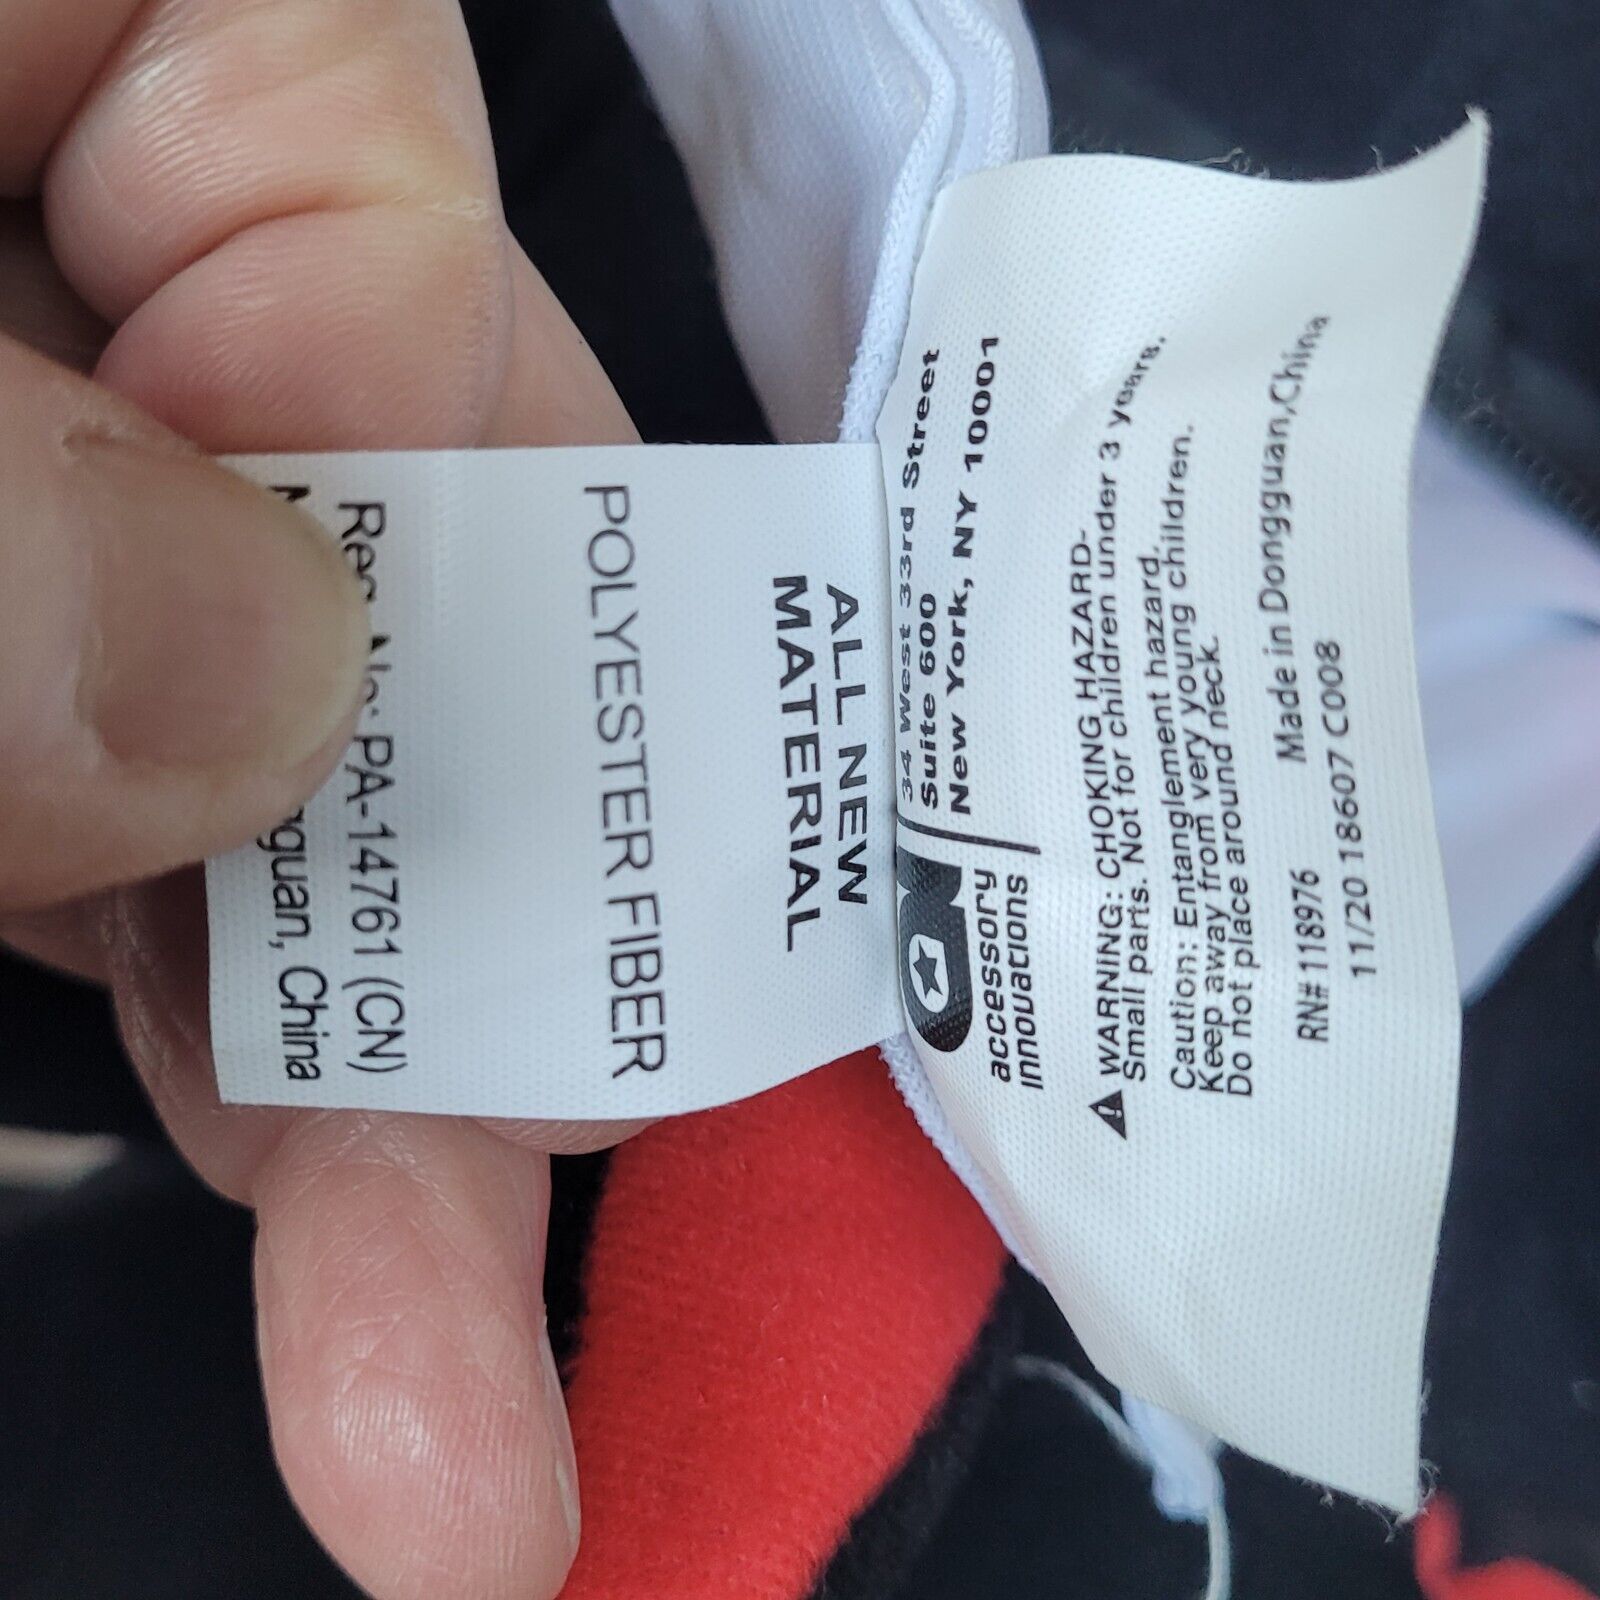 ALL NEW
MATERIAL
POLYESTER FIBER
PA-14761 (CN)
China
accessory
innovations
34 West 33rd Street
Suite 600
New York, NY 10001
WARNING: CHOKING HAZARD-
Small parts. Not for children under 3 years.
Caution: Entanglement hazard.
Keep away from very young children.
Do not place around neck.
RN# 118976 Made in Dongguan,China
11/20 18607 C008